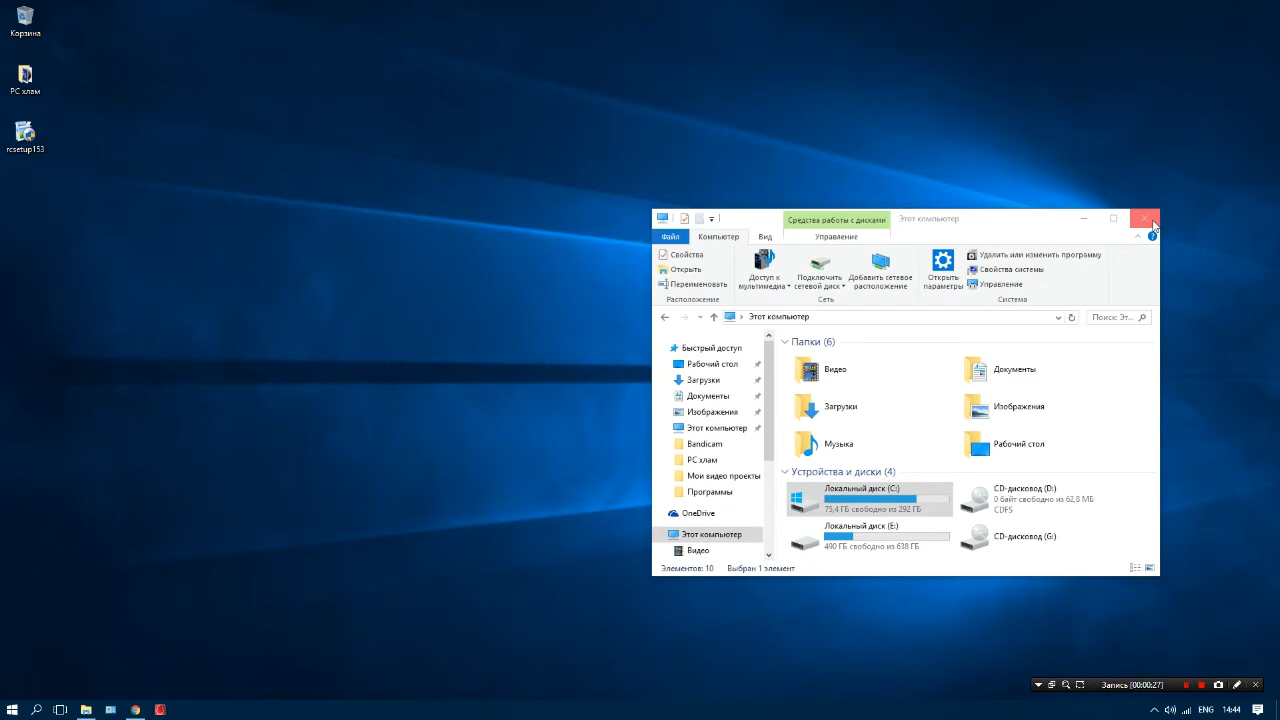 Корзина
PC хлам
rcsetup153
Средства работы с дисками
Этот компьютер
Файл
Компьютер
Вид
Управление
Свойства
Открыть
Переименовать
Расположение
Доступ к
мультимедиа
Подключить
сетевой диск
Добавить сетевое
расположение
Сеть
Открыть
параметры
Удалить или изменить программу
Свойства системы
Управление
Система
Этот компьютер
Поиск: Эт...
Быстрый доступ
Рабочий стол
Загрузки
Документы
Изображения
Этот компьютер
Bandicam
PC хлам
Мои видео проекты
Программы
OneDrive
Этот компьютер
Видео
Папки (6)
Видео
Документы
Загрузки
Изображения
Музыка
Рабочий стол
Устройства и диски (4)
Локальный диск (C:)
75,4 ГБ свободно из 292 ГБ
CD-дисковод (D:)
0 байт свободно из 62,8 МБ
CDFS
Локальный диск (E:)
490 ГБ свободно из 638 ГБ
CD-дисковод (G:)
Элементов: 10
Выбран 1 элемент
Запись [00:00:27]
ENG
14:44